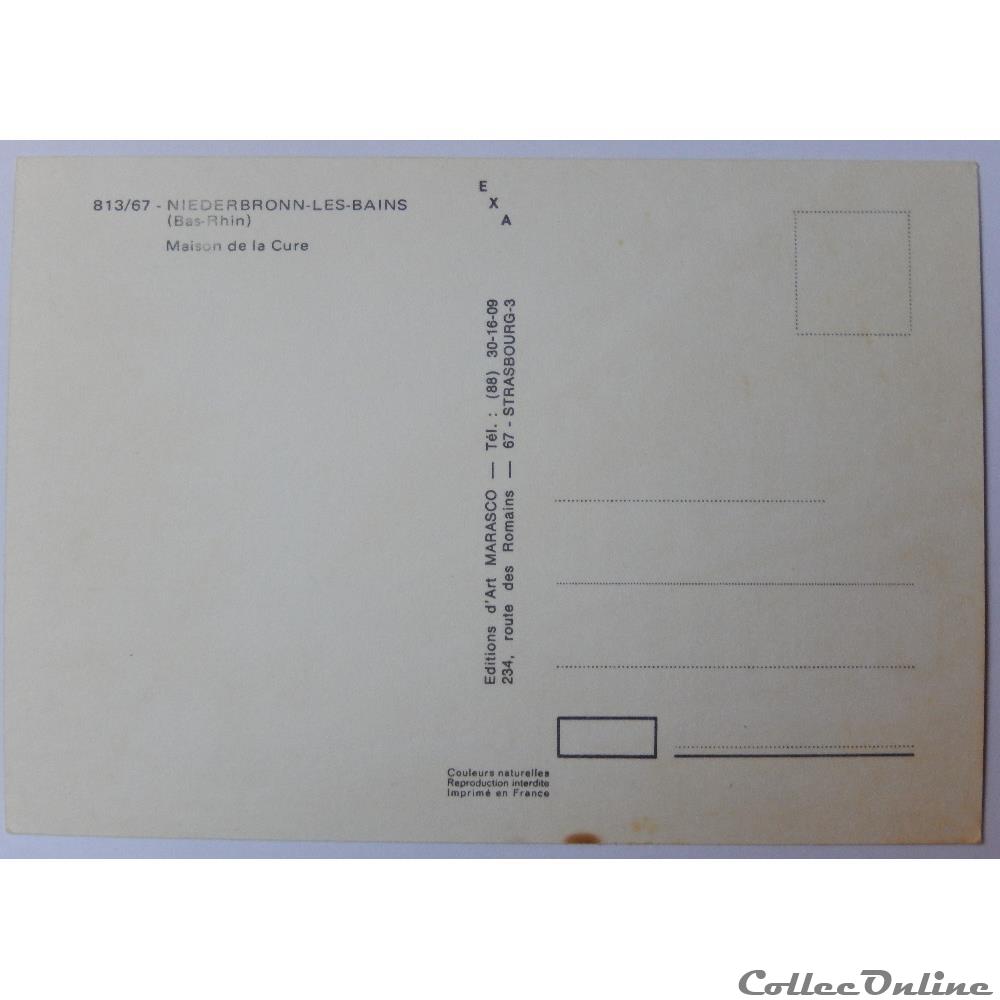 813/67 - NIEDERBRONN-LES-BAINS
(Bas-Rhin)
Maison de la Cure
E
X
A
Editions d'Art MARASCO — Tél. : (88) 30-16-09
234, route des Romains — 67 - STRASBOURG-3
Couleurs naturelles
Reproduction interdite
Imprimé en France
CollecOnline